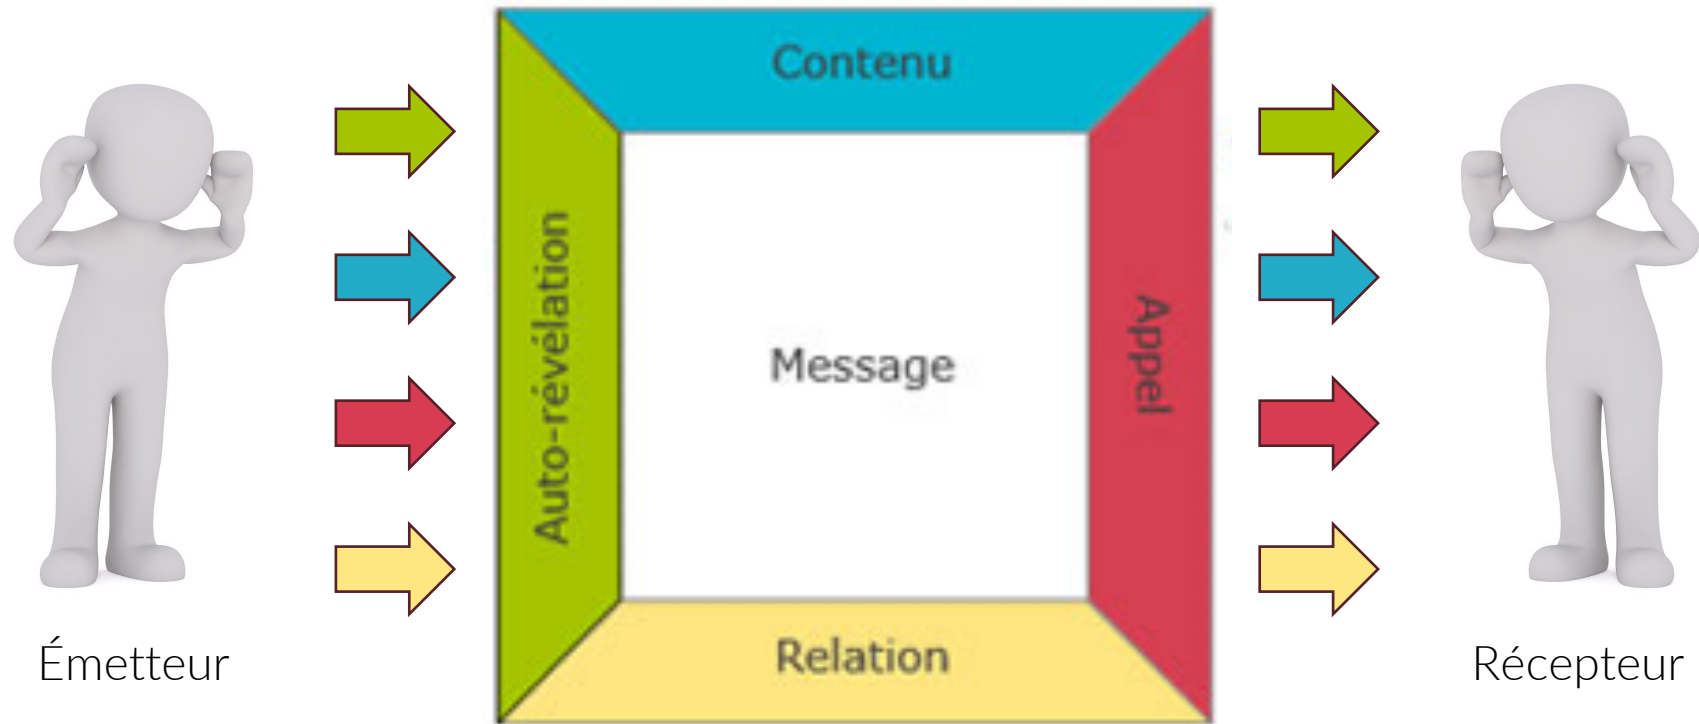 Contenu
Auto-révélation
Message
Appel
Relation
Émetteur
Récepteur